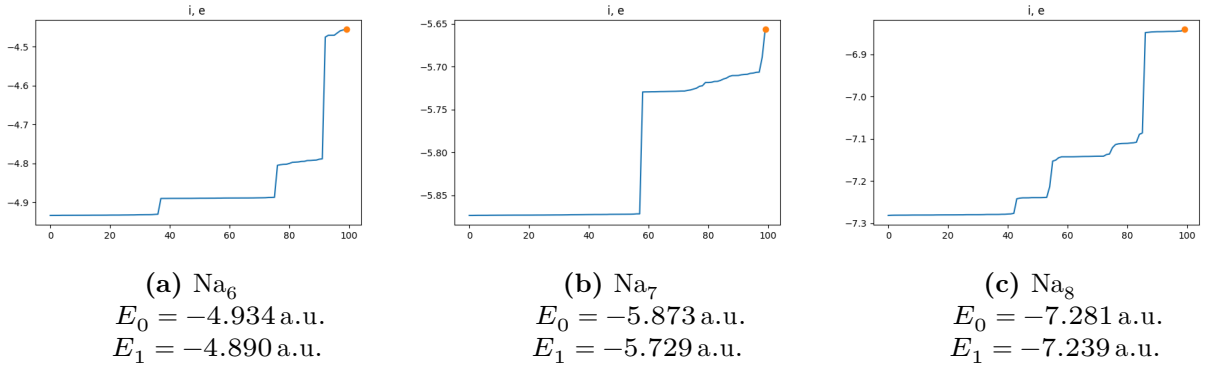 i, e
−4.5
−4.6
−4.7
−4.8
−4.9
0 20 40 60 80 100
i, e
−5.65
−5.70
−5.75
−5.80
−5.85
0 20 40 60 80 100
i, e
−6.9
−7.0
−7.1
−7.2
−7.3
0 20 40 60 80 100
(a) Na₆
E₀ = −4.934 a.u.
E₁ = −4.890 a.u.
(b) Na₇
E₀ = −5.873 a.u.
E₁ = −5.729 a.u.
(c) Na₈
E₀ = −7.281 a.u.
E₁ = −7.239 a.u.